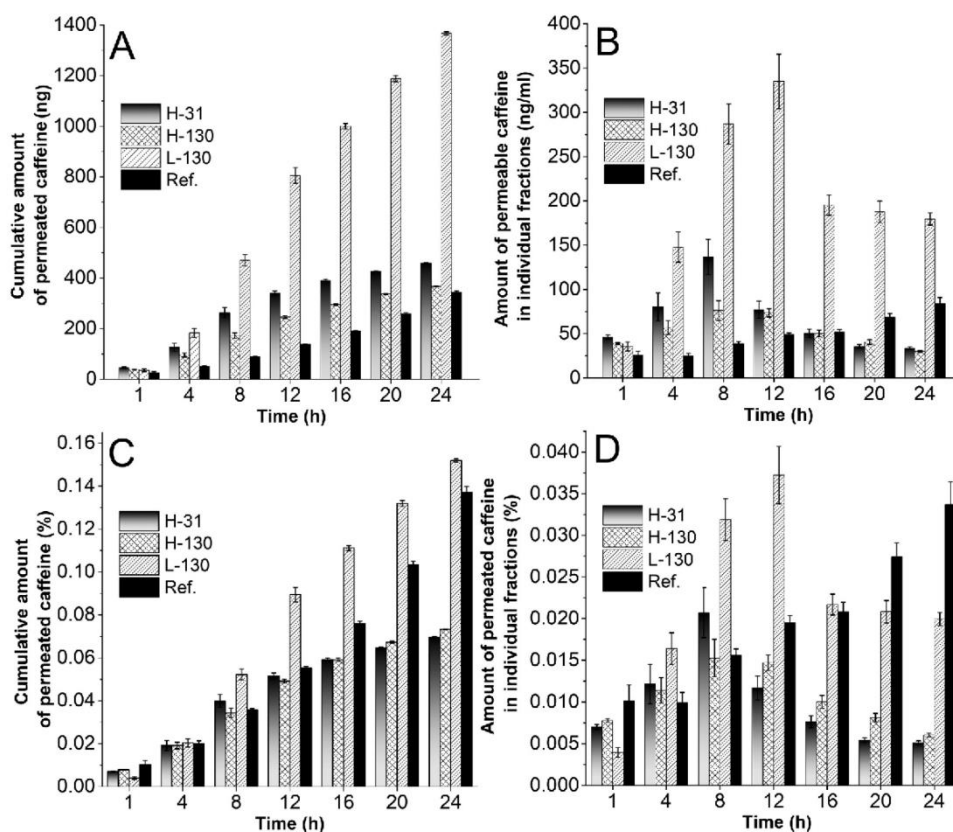 A
Cumulative amount
of permeated caffeine (ng)
1400
1200
1000
800
600
400
200
0
H-31
H-130
L-130
Ref.
1 4 8 12 16 20 24
Time (h)
B
Amount of permeable caffeine
in individual fractions (ng/ml)
400
350
300
250
200
150
100
50
0
H-31
H-130
L-130
Ref.
1 4 8 12 16 20 24
Time (h)
C
Cumulative amount
of permeated caffeine (%)
0.16
0.14
0.12
0.10
0.08
0.06
0.04
0.02
0.00
H-31
H-130
L-130
Ref.
1 4 8 12 16 20 24
Time (h)
D
Amount of permeated caffeine
in individual fractions (%)
0.040
0.035
0.030
0.025
0.020
0.015
0.010
0.005
0.000
H-31
H-130
L-130
Ref.
1 4 8 12 16 20 24
Time (h)